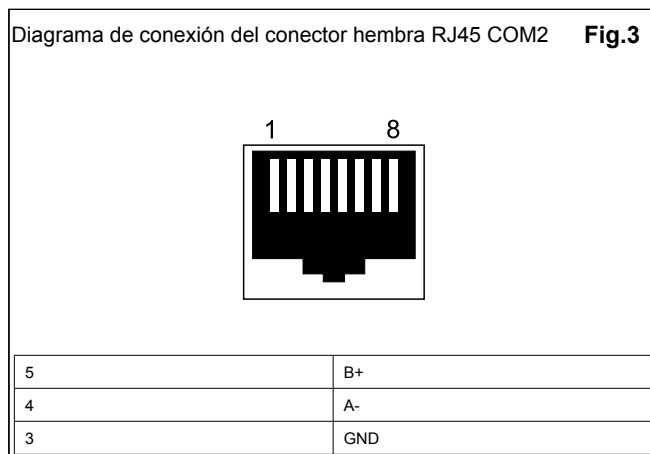 Diagrama de conexión del conector hembra RJ45 COM2 Fig.3
1 8
5 B+
4 A-
3 GND